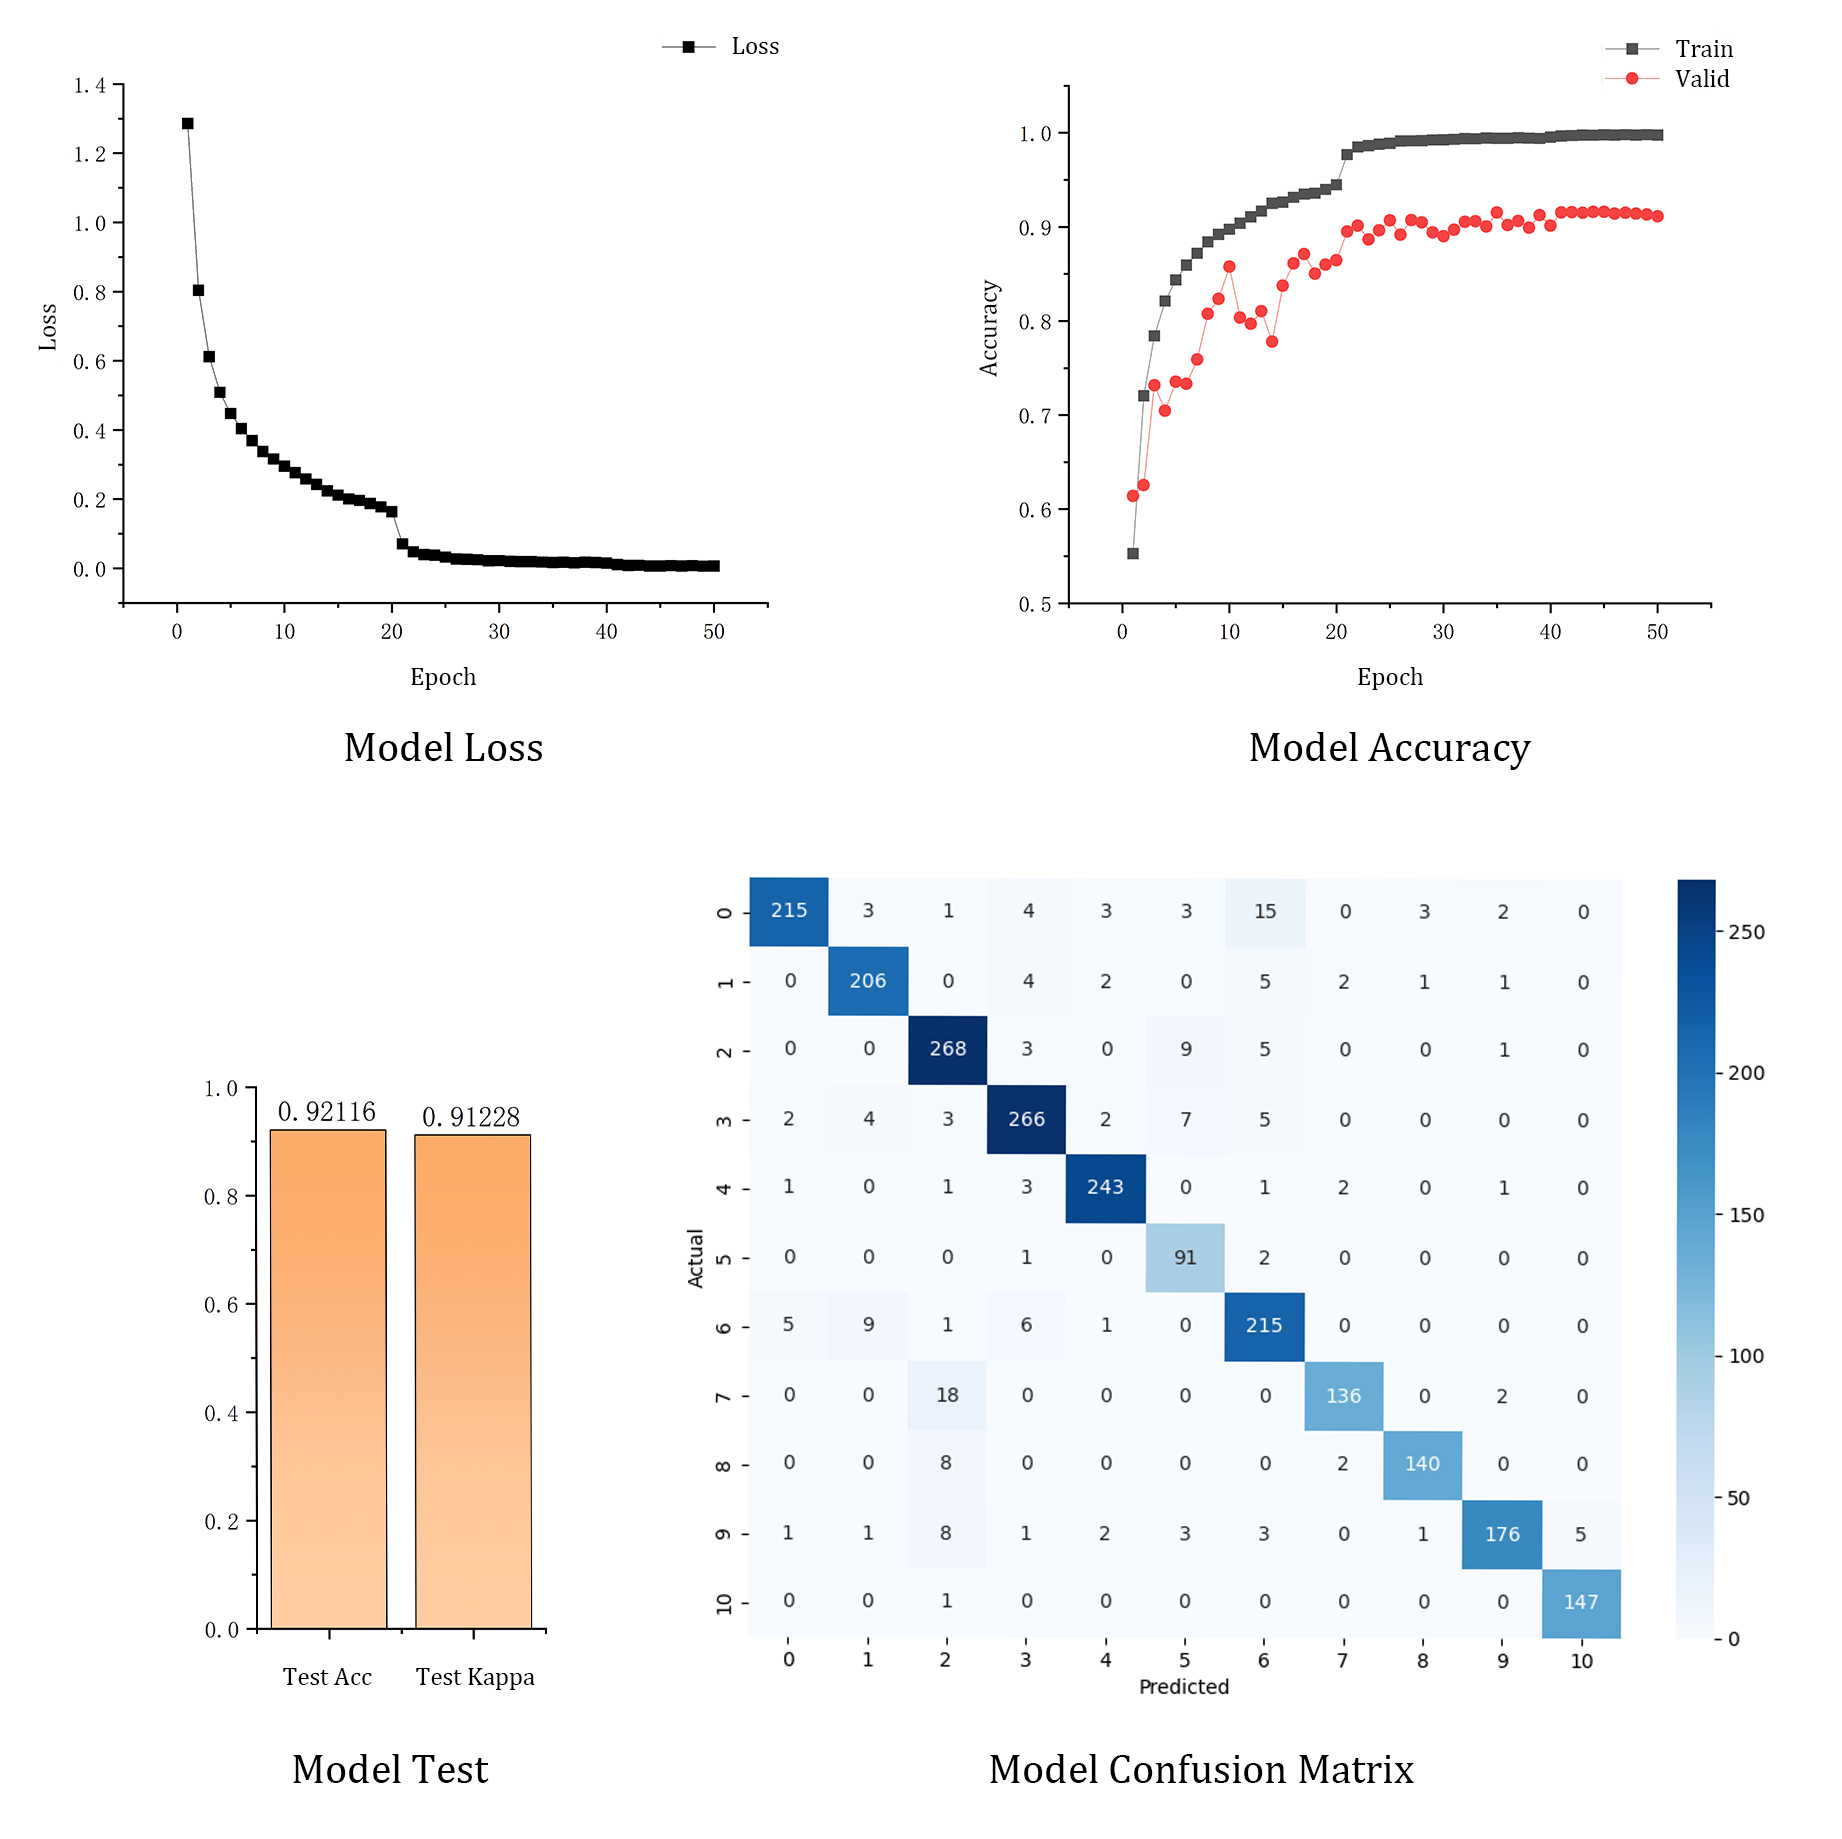 Loss
1.4
1.2
1.0
0.8
0.6
0.4
0.2
0.0
Loss
0 10 20 30 40 50
Epoch
Model Loss
Train
Valid
1.0
0.9
0.8
0.7
0.6
0.5
Accuracy
0 10 20 30 40 50
Epoch
Model Accuracy
1.0
0.8
0.6
0.4
0.2
0.0
0.92116 0.91228
Test Acc Test Kappa
Model Test
Actual
0 215 3 1 4 3 3 15 0 3 2 0
1 0 206 0 4 2 0 5 2 1 1 0
2 0 0 268 3 0 9 5 0 0 1 0
3 2 4 3 266 2 7 5 0 0 0 0
4 1 0 1 3 243 0 1 2 0 1 0
5 0 0 0 1 0 91 2 0 0 0 0
6 5 9 1 6 1 0 215 0 0 0 0
7 0 0 18 0 0 0 0 136 0 2 0
8 0 0 8 0 0 0 0 2 140 0 0
9 1 1 8 1 2 3 3 0 1 176 5
10 0 0 1 0 0 0 0 0 0 0 147
0 1 2 3 4 5 6 7 8 9 10
Predicted
250
200
150
100
50
0
Model Confusion Matrix